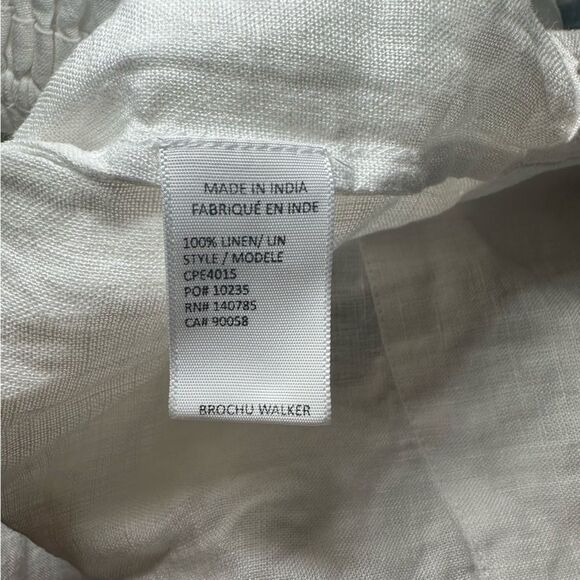 MADE IN INDIA
FABRIQUÉ EN INDE
100% LINEN/ LIN
STYLE / MODELE
CPE4015
PO# 10235
RN# 140785
CA# 90058
BROCHU WALKER